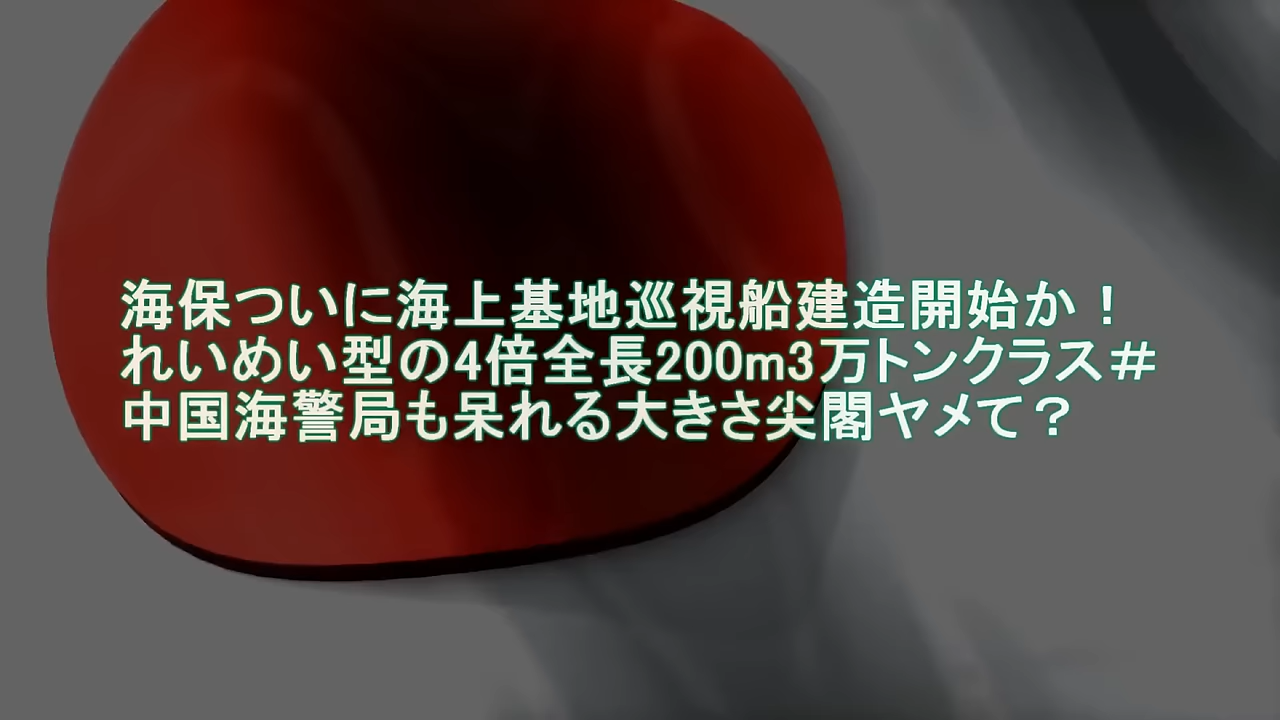 海保ついに海上基地巡視船建造開始か！
れいめい型の4倍全長200m3万トンクラス＃
中国海警局も呆れる大きさ尖閣ヤメて？